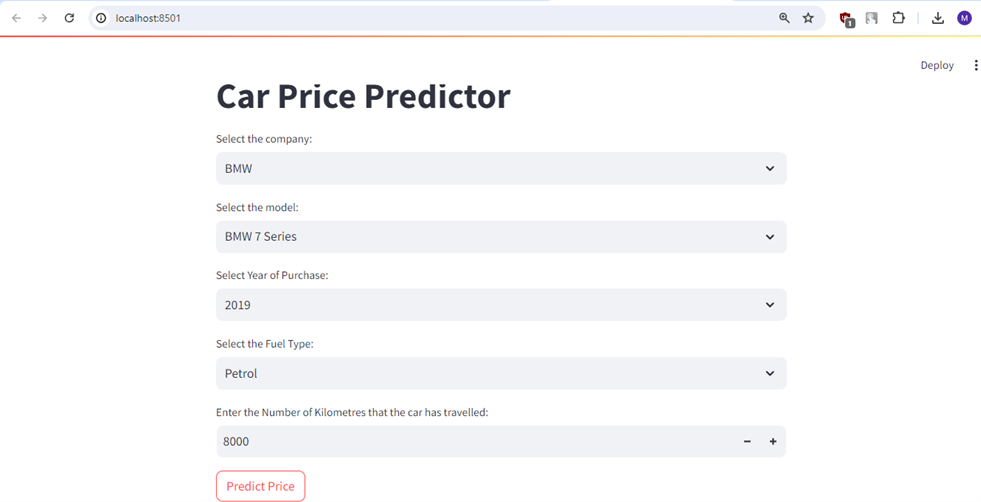 localhost:8501
1
M
Deploy
Car Price Predictor
Select the company:
BMW
Select the model:
BMW 7 Series
Select Year of Purchase:
2019
Select the Fuel Type:
Petrol
Enter the Number of Kilometres that the car has travelled:
8000
Predict Price